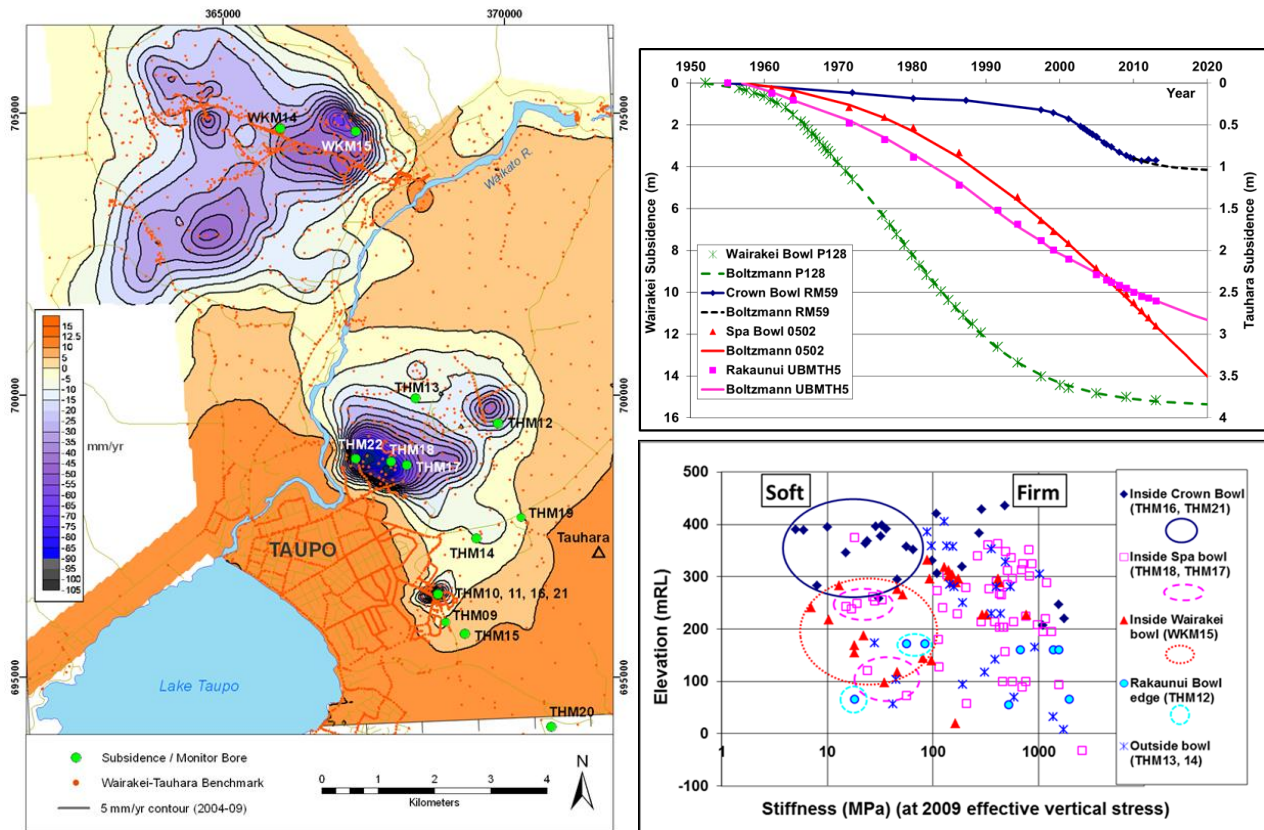 365000
370000
705000
705000
WKM14
WKM15
Waikato R.
15
12.5
10
5
0
-5
-10
-15
-20
-25
-30
-35
-40
-45
-50
-55
-60
-65
-70
-75
-80
-85
-90
-95
-100
-105
mm/yr
700000
700000
THM13
THM12
THM22
THM18
THM17
THM19
THM14
Tauhara
TAUPO
THM10, 11, 16, 21
THM09
THM15
695000
695000
Lake Taupo
THM20
Subsidence / Monitor Bore
Wairakei-Tauhara Benchmark
5 mm/yr contour (2004-09)
0 1 2 3 4
Kilometers
N
1950 1960 1970 1980 1990 2000 2010 2020
Year
Wairakei Subsidence (m)
0
2
4
6
8
10
12
14
16
Wairakei Bowl P128
Boltzmann P128
Crown Bowl RM59
Boltzmann RM59
Spa Bowl 0502
Boltzmann 0502
Rakaunui UBMTH5
Boltzmann UBMTH5
0
0.5
1
1.5
2
2.5
3
3.5
4
Tauhara Subsidence (m)
Elevation (mRL)
500
400
300
200
100
0
-100
Soft
Firm
1 10 100 1000
Stiffness (MPa) (at 2009 effective vertical stress)
Inside Crown Bowl
(THM16, THM21)
Inside Spa bowl
(THM18, THM17)
Inside Wairakei
bowl (WKM15)
Rakaunui Bowl
edge (THM12)
Outside bowl
(THM13, 14)